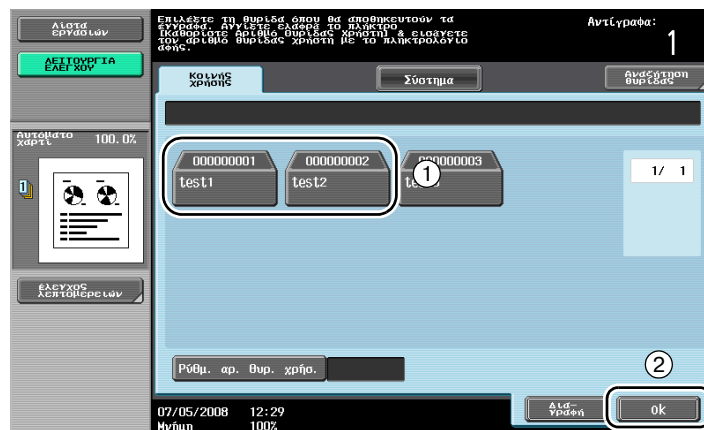 Λίστα
εργασιών
ΛΕΙΤΟΥΡΓΙΑ
ΕΛΕΓΧΟΥ
Επιλέξτε τη θυρίδα όπου θα αποθηκευτούν τα
έγγραφα. Αγγίξτε ελαφρά το πλήκτρο
[Καθορίστε Αριθμό Θυρίδας Χρήστη] & εισάγετε
τον αριθμό θυρίδας χρήστη με το πληκτρολόγιο
αφής.
Αντίγραφα:
1
Κοινής
χρήσης
Σύστημα
Αναζήτηση
θυρίδας
Αυτόματο
χαρτί
100.0%
1
000000001
test1
000000002
test2
1
000000003
1/ 1
έλεγχος
λεπτομερειών
Ρύθμ. αρ. θυρ. χρήσ.
2
Δια-
γραφή
Ok
07/05/2008 12:29
Μνήμη 100%